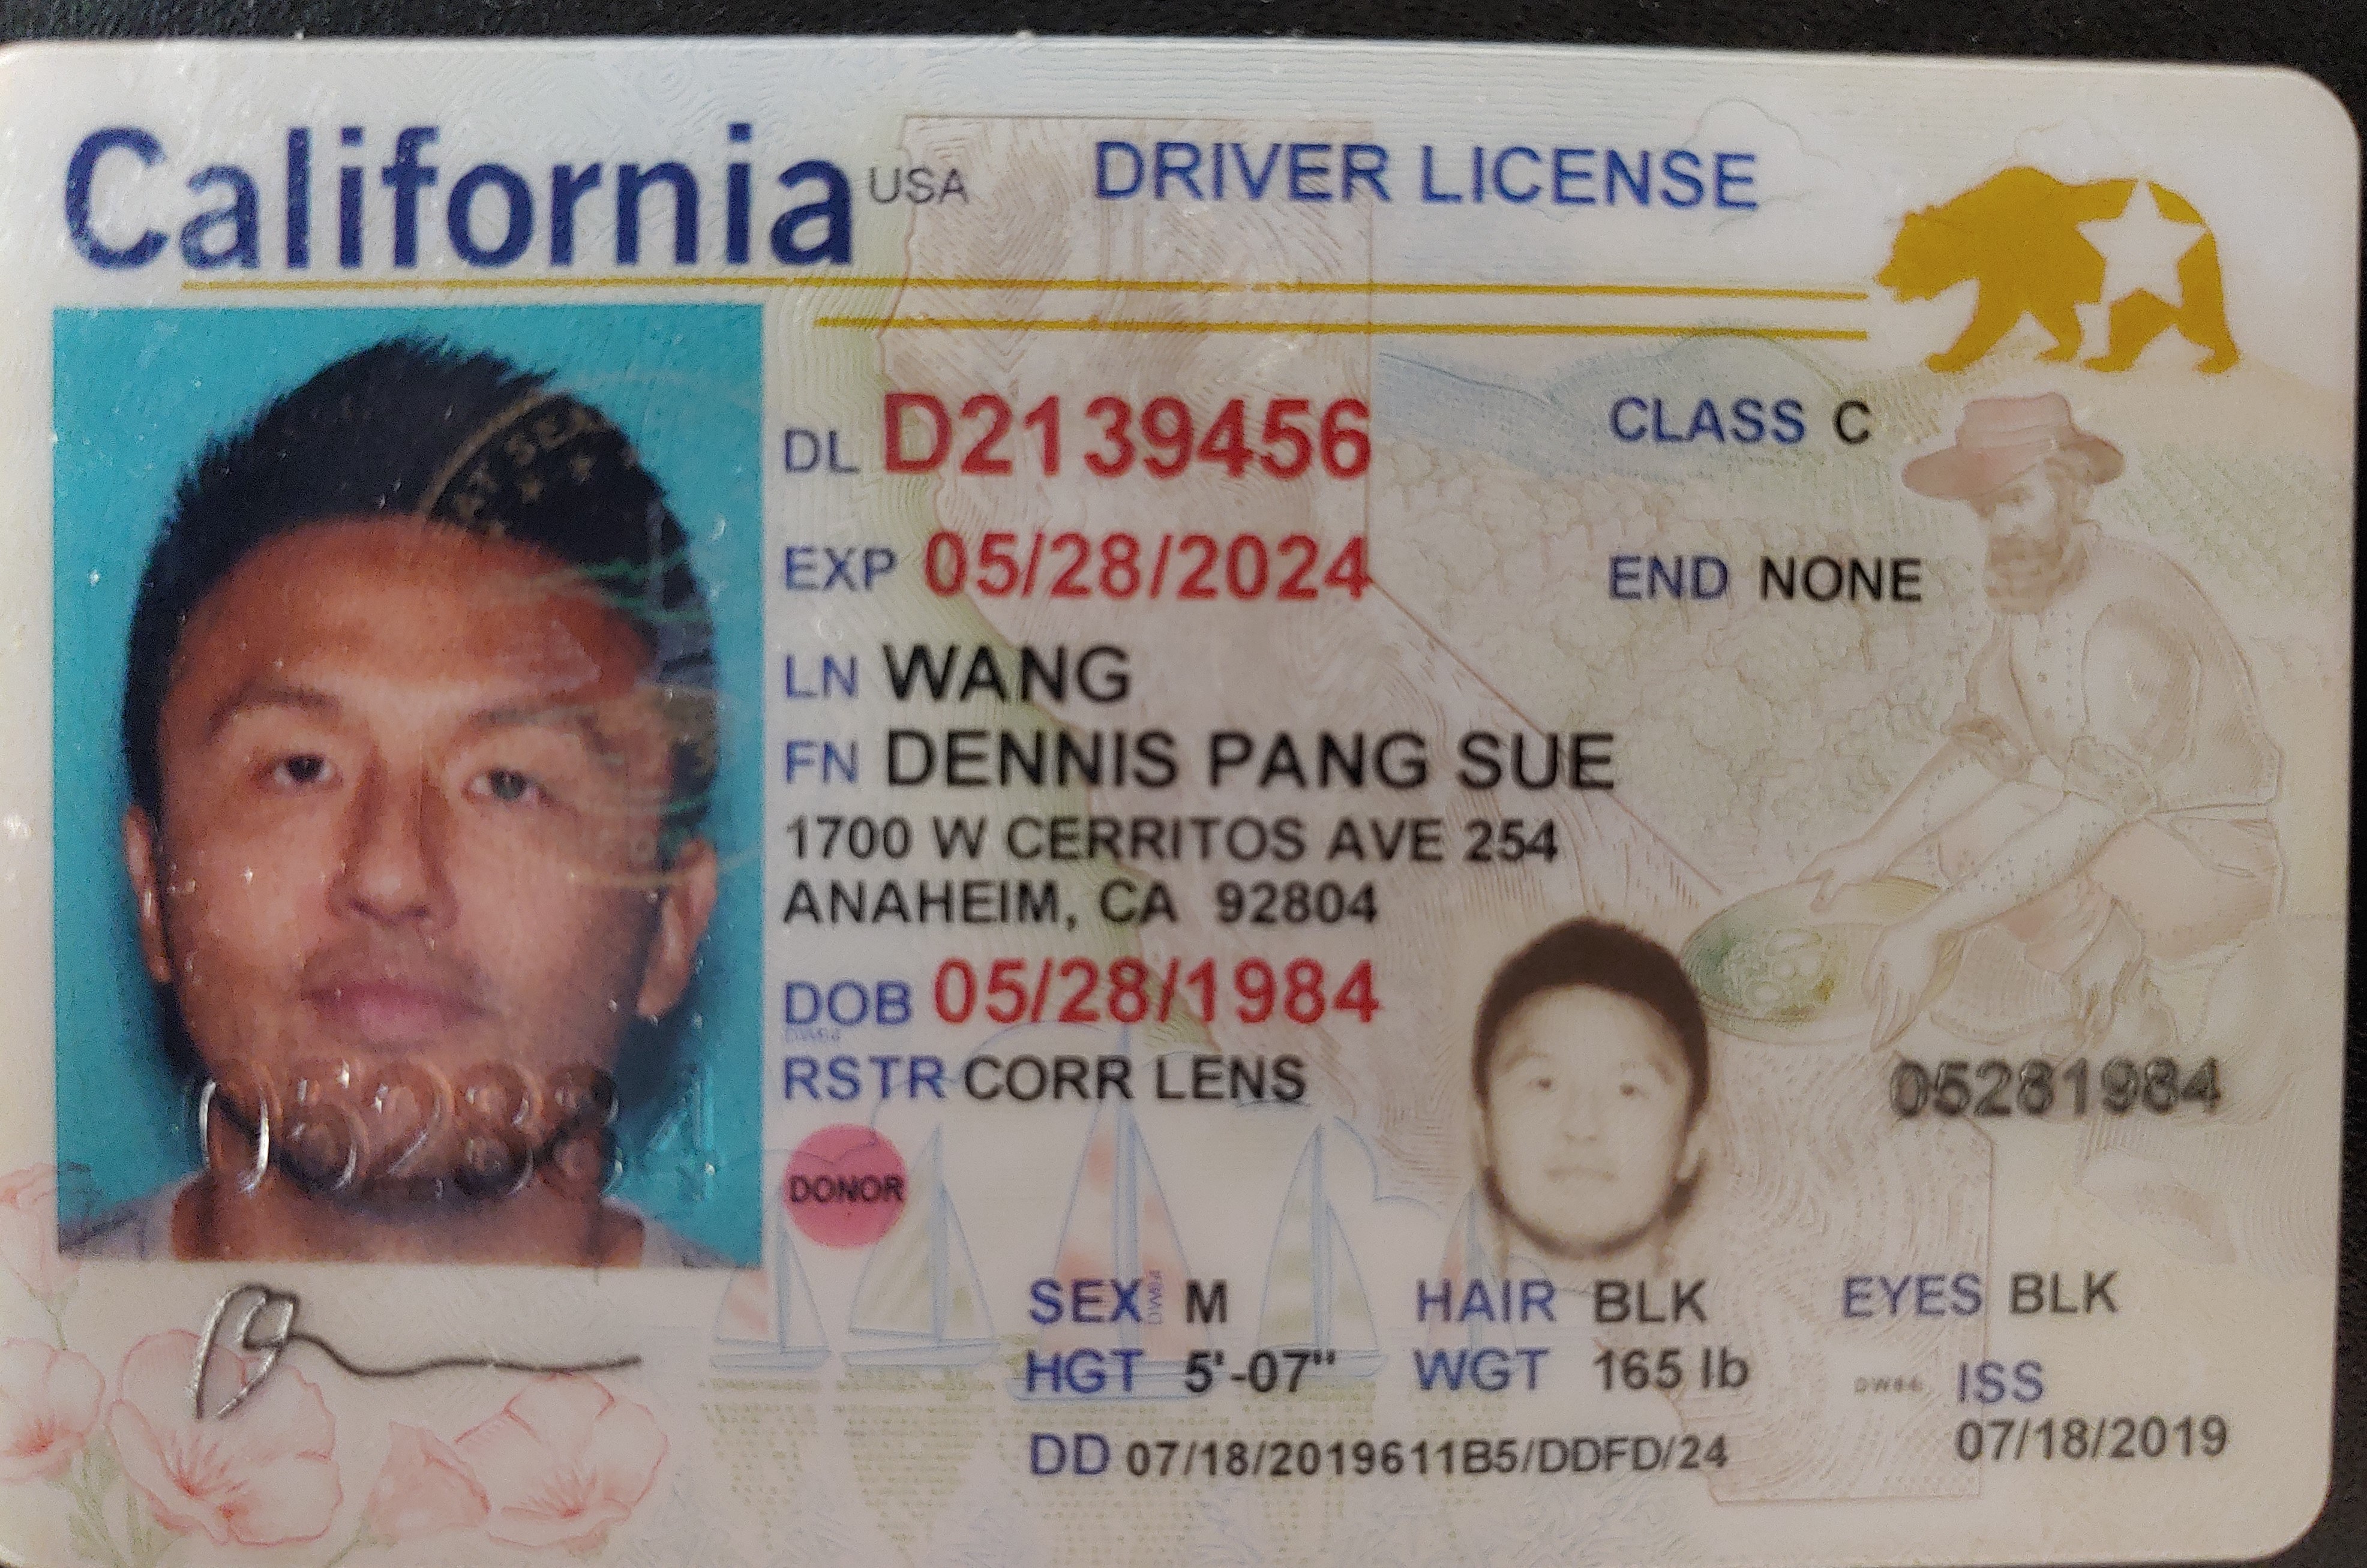 California USA DRIVER LICENSE
DL D2139456 CLASS C
EXP 05/28/2024 END NONE
LN WANG
FN DENNIS PANG SUE
1700 W CERRITOS AVE 254
ANAHEIM, CA 92804
DOB 05/28/1984
RSTR CORR LENS
05281984
DONOR
SEX M HAIR BLK EYES BLK
HGT 5'-07" WGT 165 lb ISS
07/18/2019
DD 07/18/2019611B5/DDFD/24